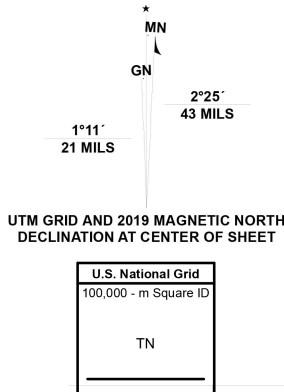 ★
MN
GN
2°25´
43 MILS
1°11´
21 MILS
UTM GRID AND 2019 MAGNETIC NORTH
DECLINATION AT CENTER OF SHEET
U.S. National Grid
100,000 - m Square ID
TN